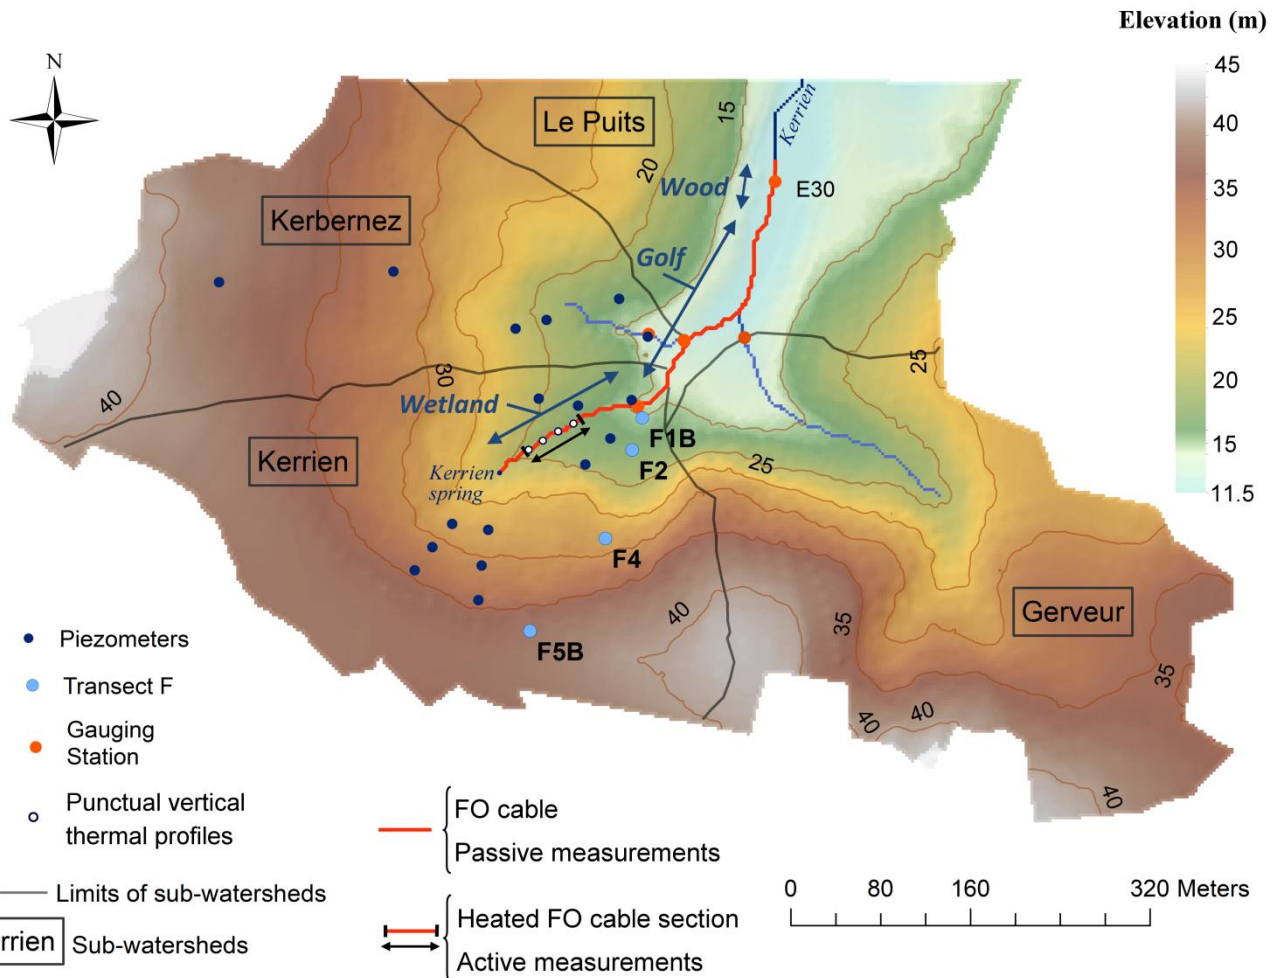 Elevation (m)
N
45
40
35
30
25
20
15
11.5
Le Puits
15
Kerrien
20
Wood
E30
Kerbernez
Golf
40
30
25
Wetland
F1B
Kerrien
F2
25
Kerrien
spring
F4
40
35
Gerveur
F5B
35
40
40
40
Piezometers
Transect F
Gauging
Station
Punctual vertical
thermal profiles
Limits of sub-watersheds
rrien
Sub-watersheds
FO cable
Passive measurements
Heated FO cable section
Active measurements
0 80 160 320 Meters